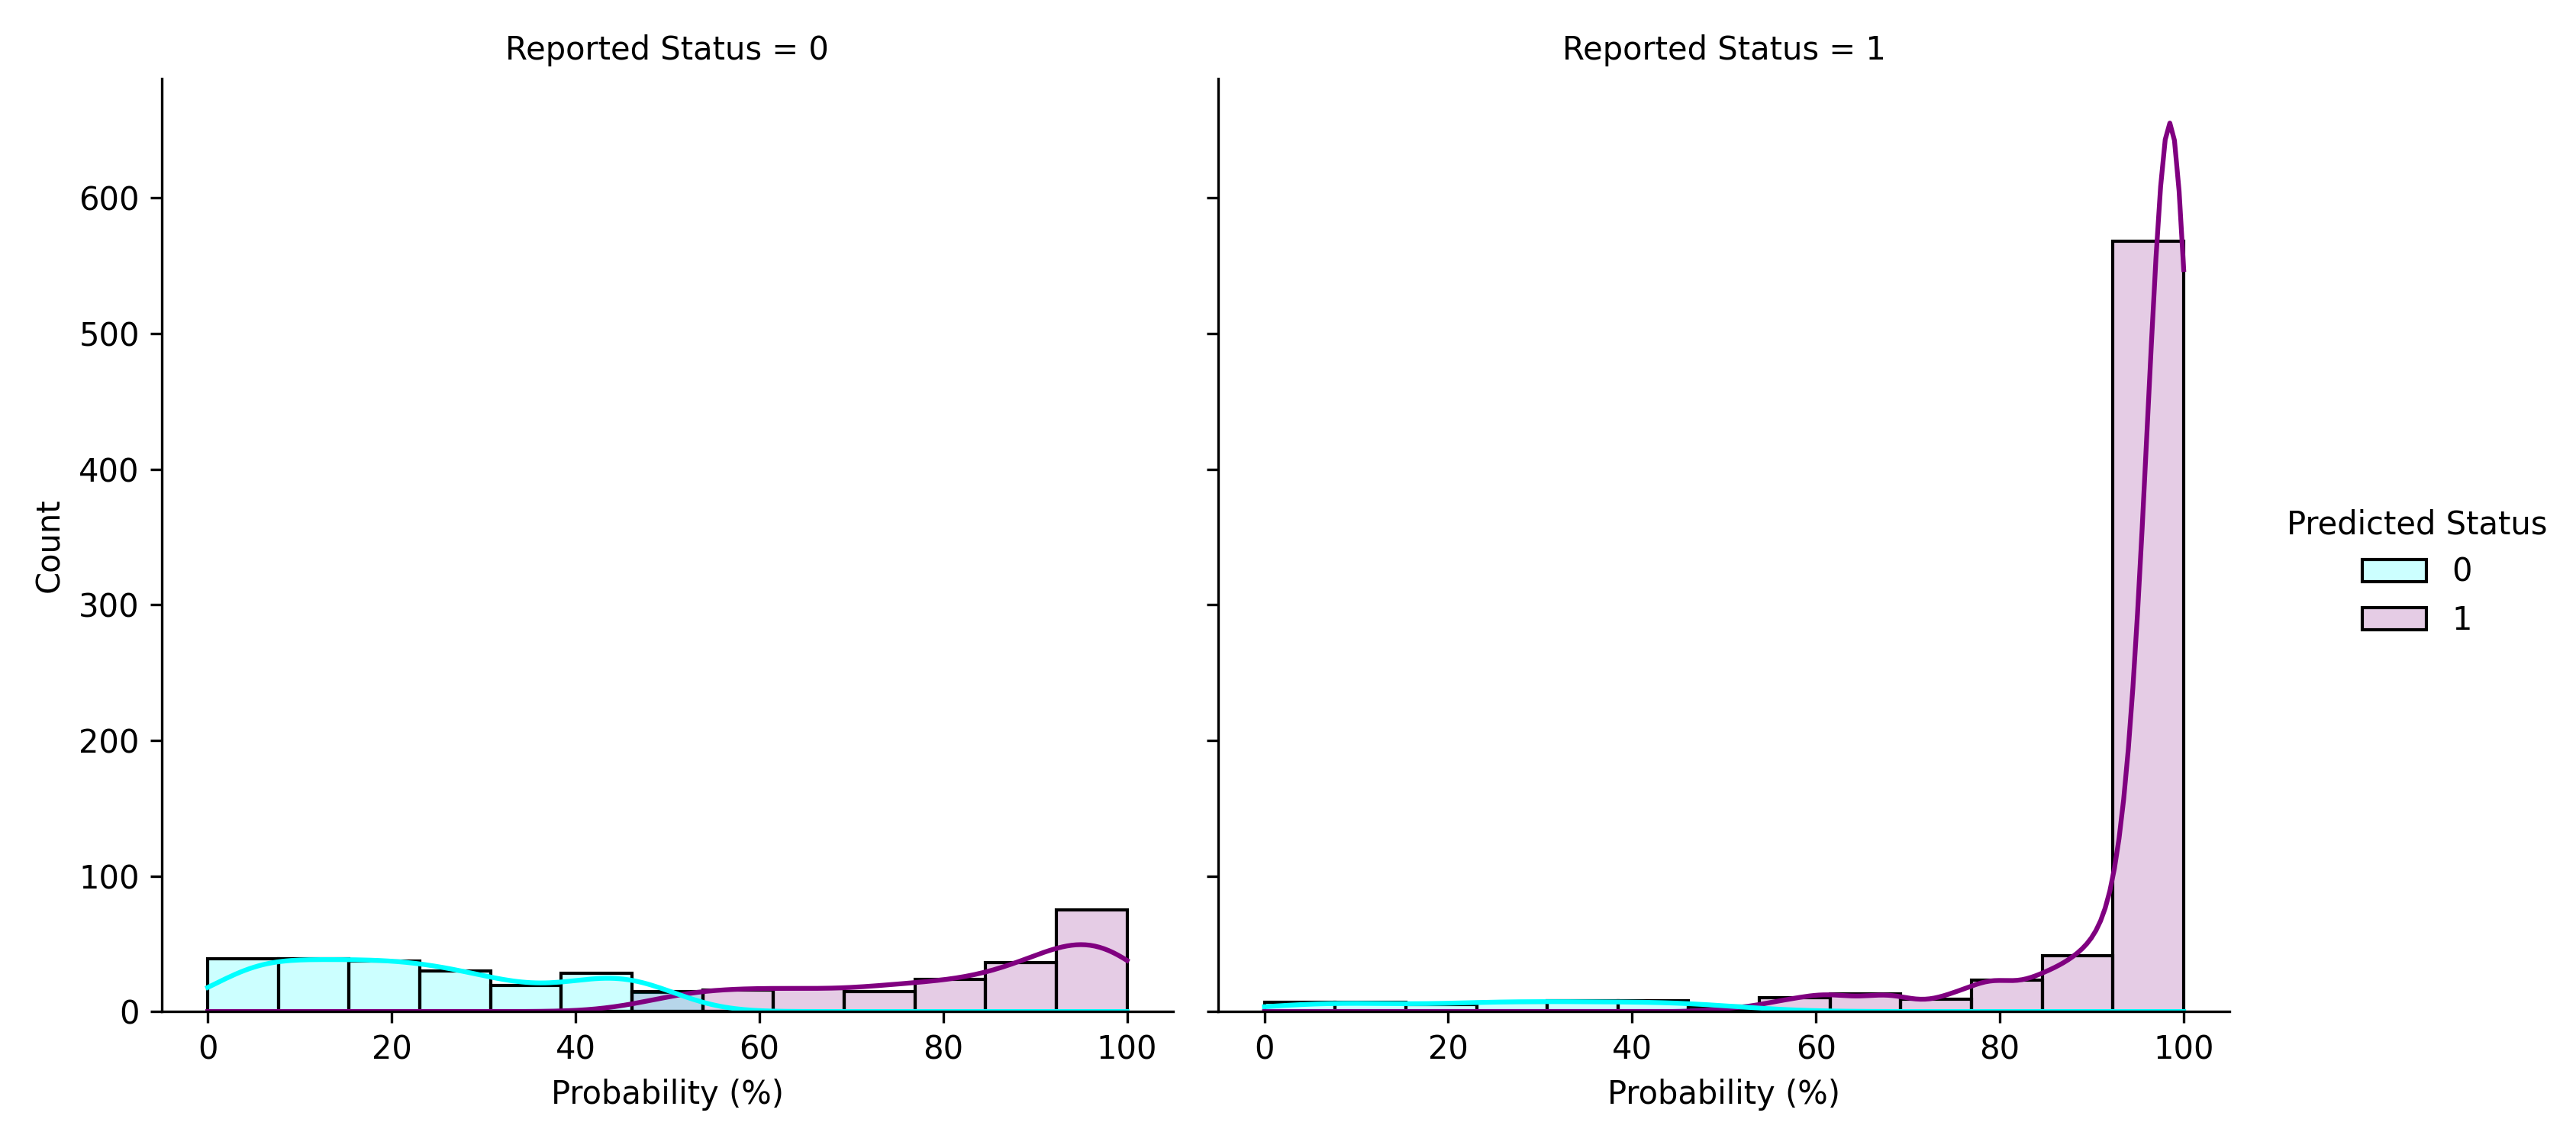 Reported Status = 0
Reported Status = 1
Count
600
500
400
300
200
100
0
0 20 40 60 80 100
Probability (%)
0 20 40 60 80 100
Probability (%)
Predicted Status
0
1